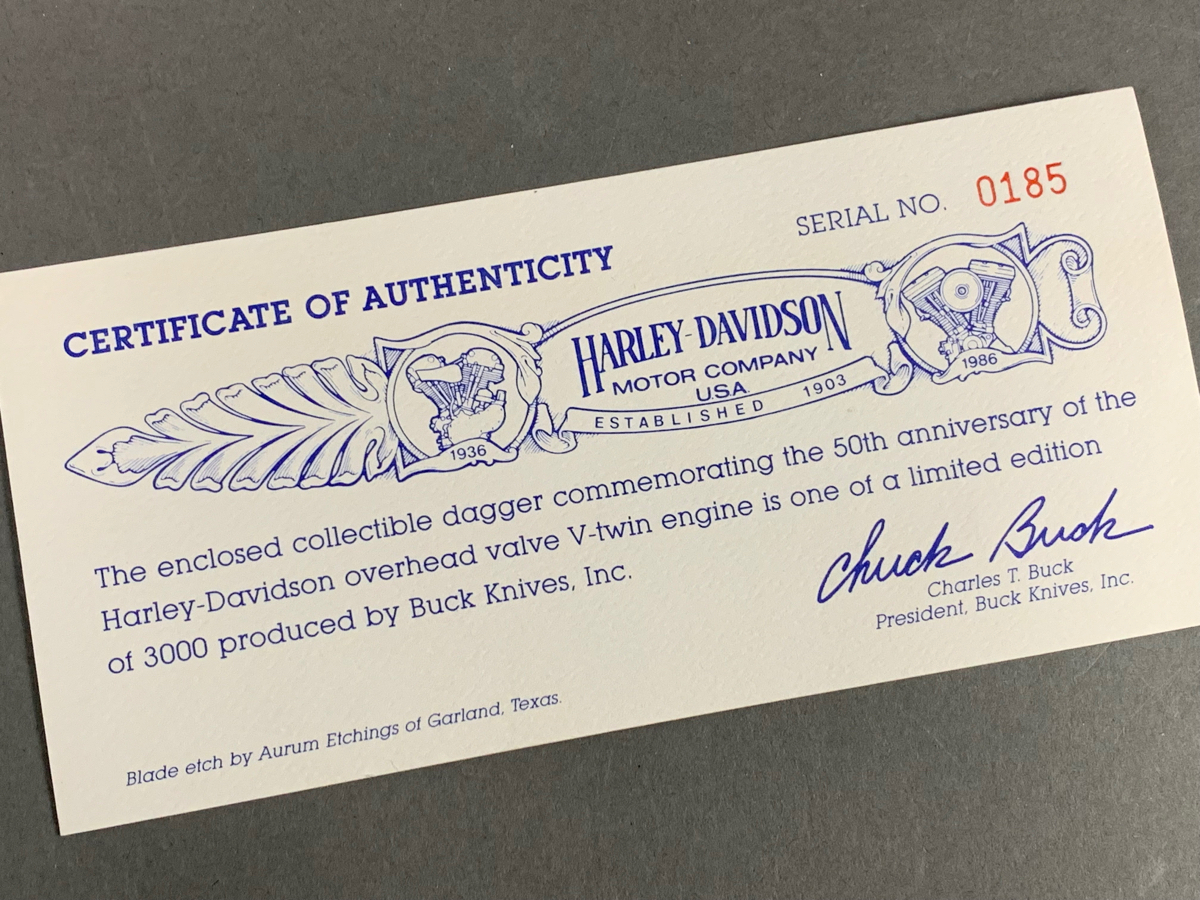 SERIAL NO. 0185
CERTIFICATE OF AUTHENTICITY
HARLEY-DAVIDSON
MOTOR COMPANY
U.S.A.
ESTABLISHED 1903
1936
1986
The enclosed collectible dagger commemorating the 50th anniversary of the
Harley-Davidson overhead valve V-twin engine is one of a limited edition
of 3000 produced by Buck Knives, Inc.
Chuck Buck
Charles T. Buck
President, Buck Knives, Inc.
Blade etch by Aurum Etchings of Garland, Texas.